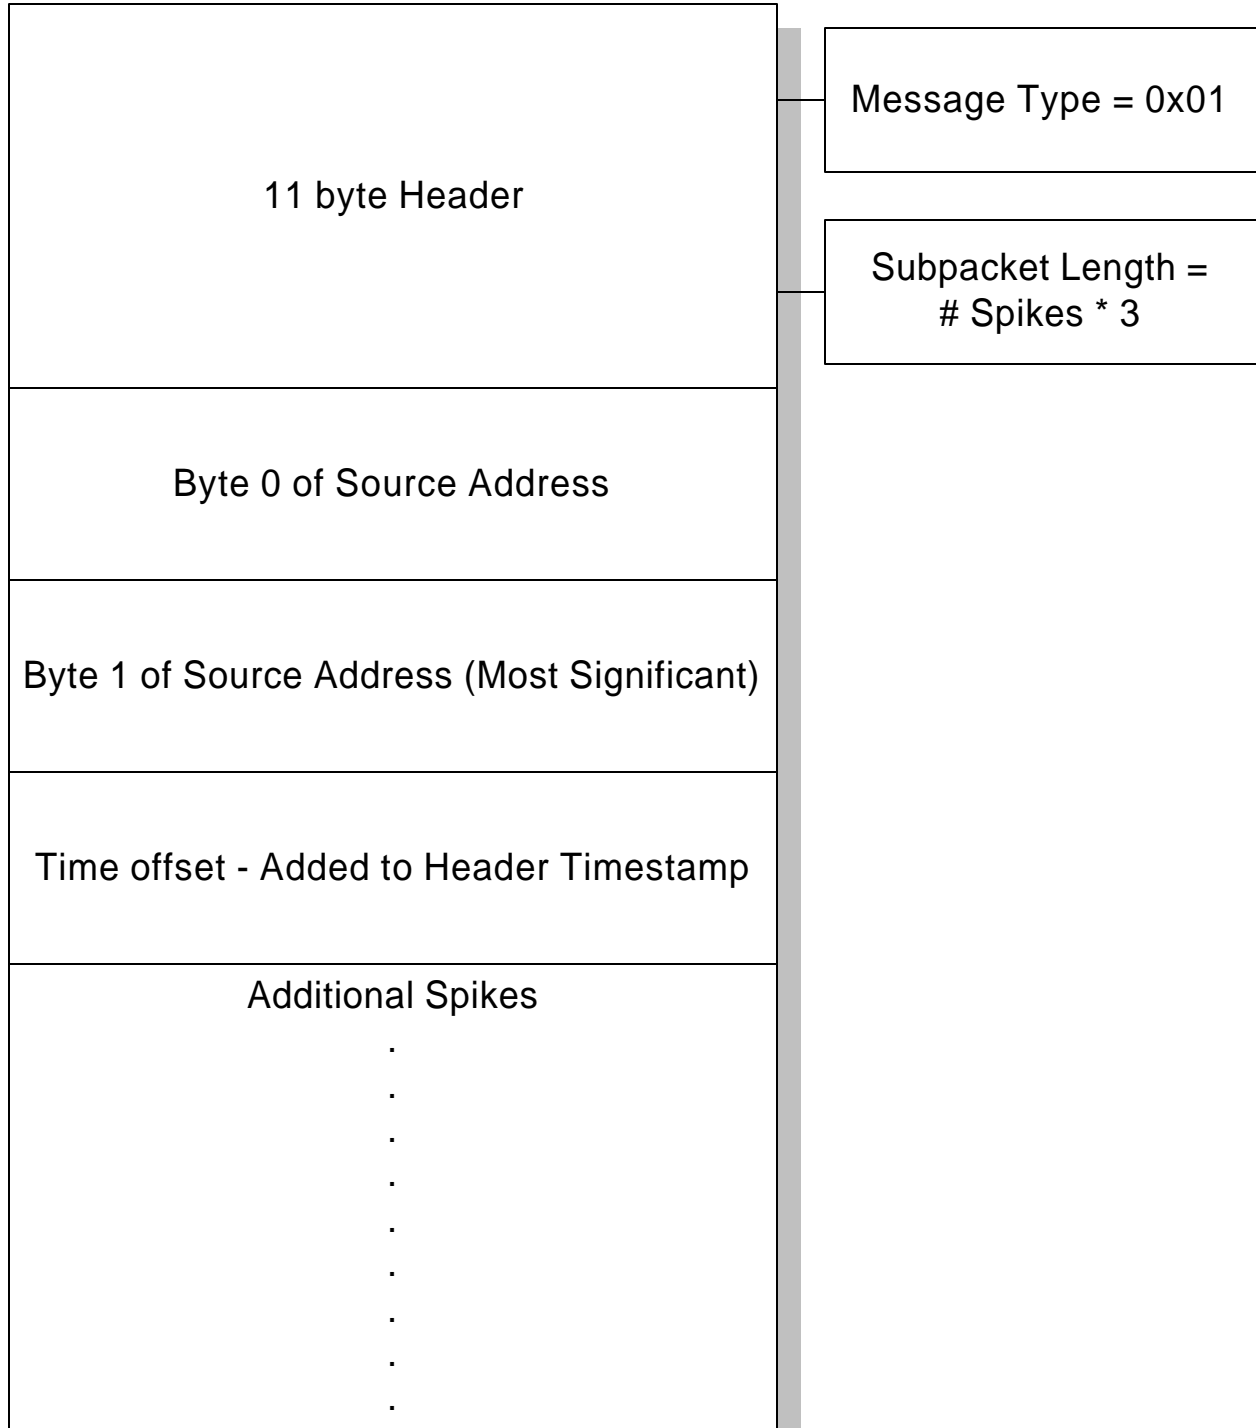 11 byte Header
Message Type = 0x01
Subpacket Length =
# Spikes * 3
Byte 0 of Source Address
Byte 1 of Source Address (Most Significant)
Time offset - Added to Header Timestamp
Additional Spikes
.
.
.
.
.
.
.
.
.